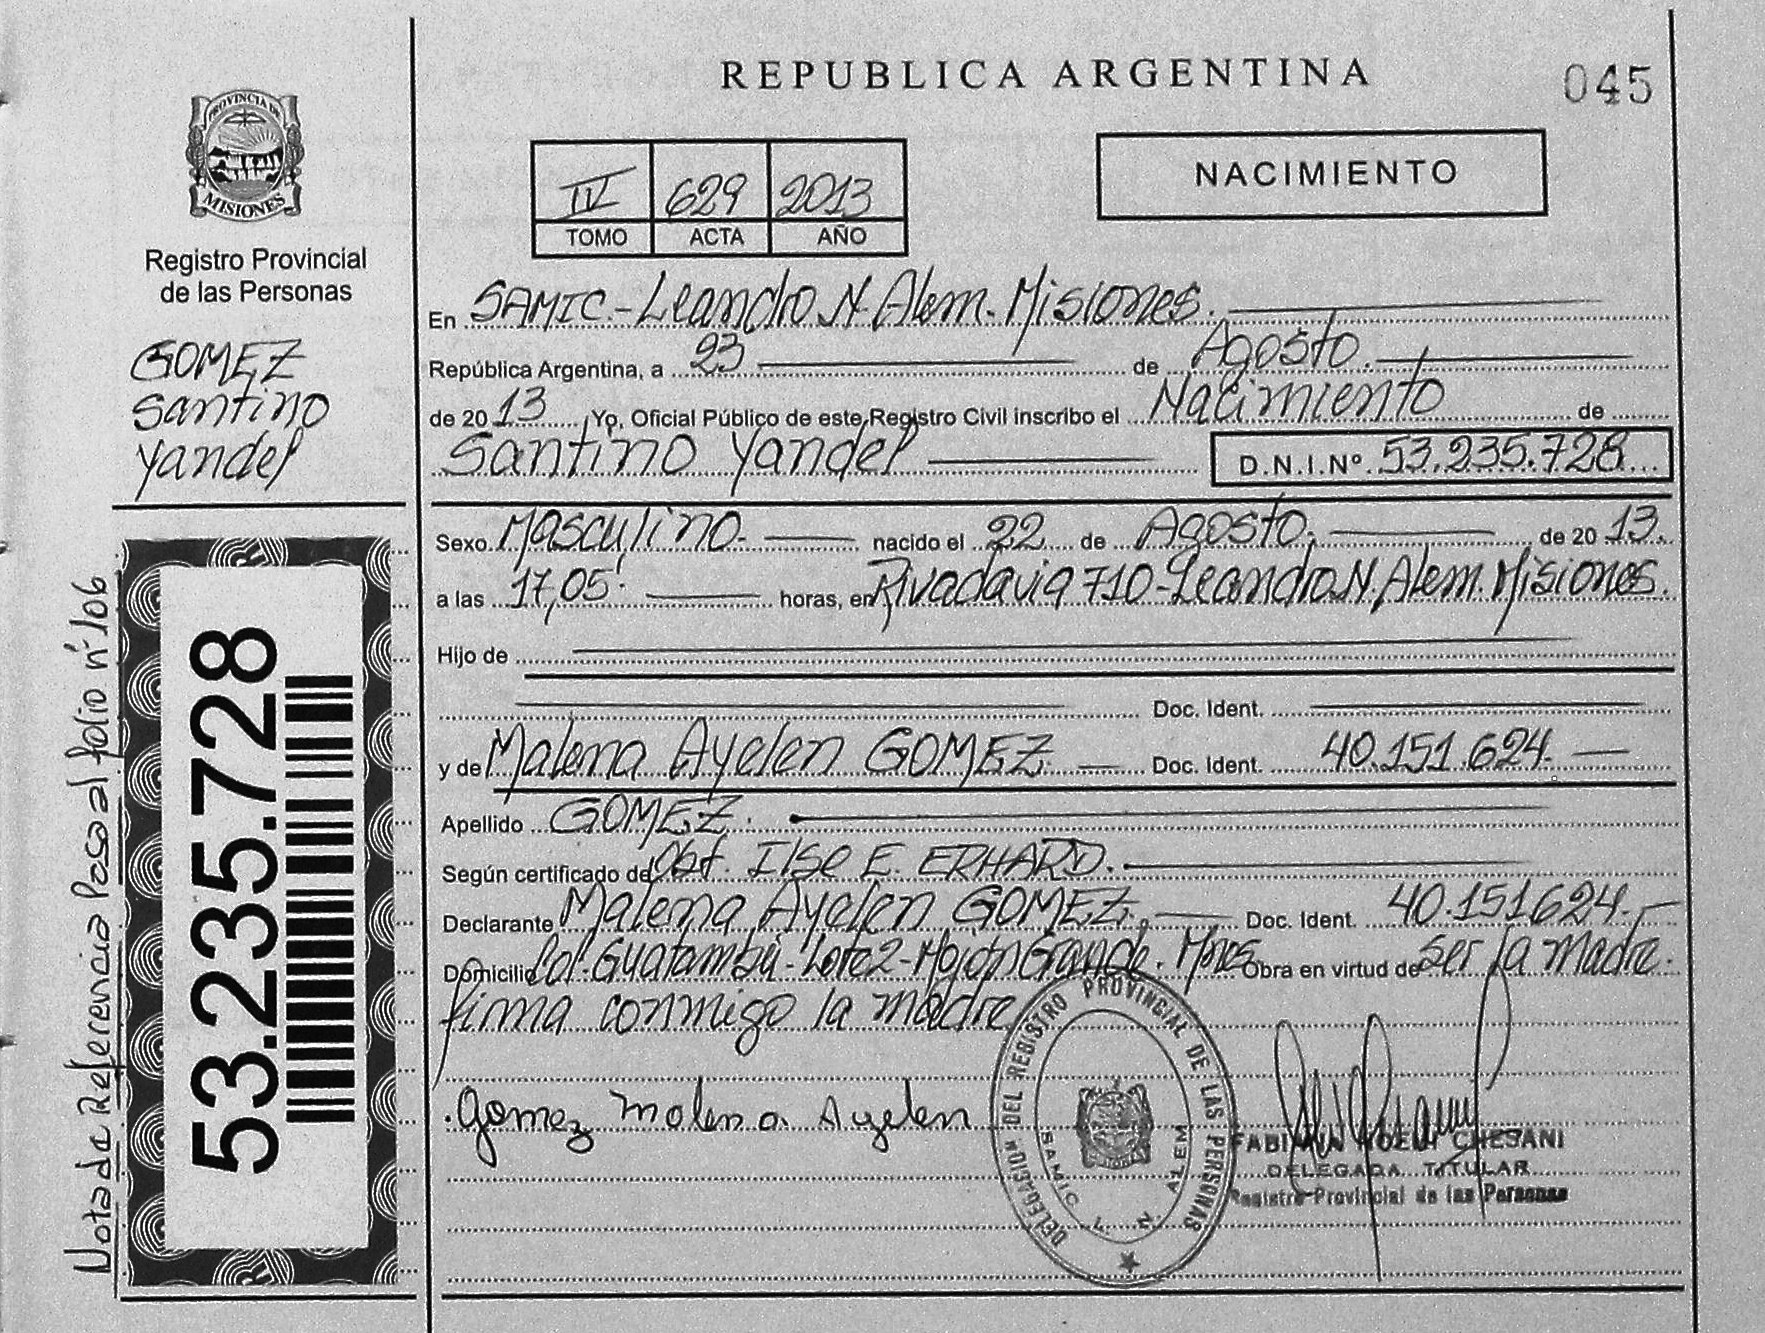 REPUBLICA ARGENTINA
045
PROVINCIA DE
MISIONES
Registro Provincial
de las Personas
GOMEZ
Santino
Yandel
IV 629 2013
TOMO ACTA AÑO
NACIMIENTO
En SAMIC.-Leandro N. Alem. Misiones.
República Argentina, a 23 de Agosto.
de 2013 Yo, Oficial Público de este Registro Civil inscribo el Nacimiento de
Santino Yandel D.N.I.Nº. 53.235.728
Sexo Masculino. nacido el 22 de Agosto. de 20 13.
a las 17,05' horas, en Rivadavia 710-Leandro N. Alem. Misiones.
Hijo de
Doc. Ident.
y de Malena Ayelen GOMEZ. Doc. Ident. 40.151.624.
Apellido GOMEZ.
Según certificado de Obt. Ilse E. ERHARD.
Declarante Malena Ayelen GOMEZ. Doc. Ident. 40.151624.
Domicilio Col. Guatambú-Lote 2-Mojón Grande. Mnes. Obra en virtud de ser la madre.
firma conmigo la madre
Gomez Malena Ayelen
DELEGACION DEL REGISTRO PROVINCIAL DE LAS PERSONAS
SAMIC L. N. ALEM
CHESANI
DELEGADA TITULAR
Registro Provincial de las Personas
53.235.728
Nota de Referencia Pasa al folio nº 106